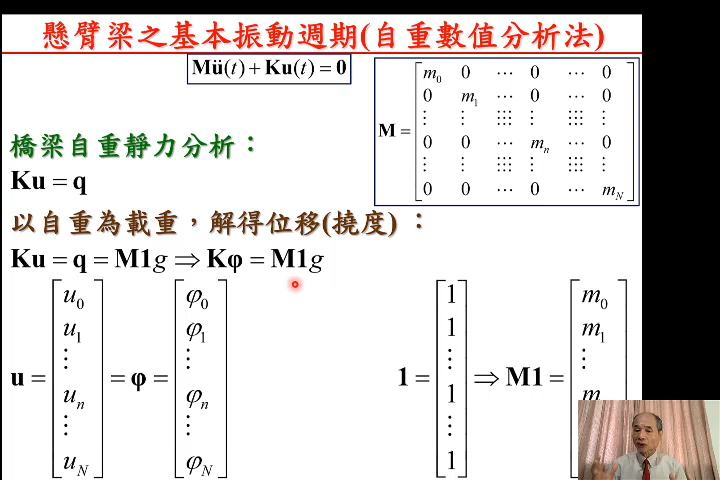 懸臂梁之基本振動週期(自重數值分析法)
Mü(t) + Ku(t) = 0
M = [m₀ 0 ⋯ 0 ⋯ 0
0 m₁ ⋯ 0 ⋯ 0
⋮ ⋮ ⋮⋮⋮ ⋮ ⋮⋮⋮ ⋮
0 0 ⋯ mₙ ⋯ 0
⋮ ⋮ ⋮⋮⋮ ⋮ ⋮⋮⋮ ⋮
0 0 ⋯ 0 ⋯ m_N]
橋梁自重靜力分析：
Ku = q
以自重為載重，解得位移(撓度)：
Ku = q = M1g ⇒ Kφ = M1g
u = [u₀ u₁ ⋮ uₙ ⋮ u_N] = φ = [φ₀ φ₁ ⋮ φₙ ⋮ φ_N]
1 = [1 1 ⋮ 1 ⋮ 1] ⇒ M1 = [m₀ m₁ ⋮ m